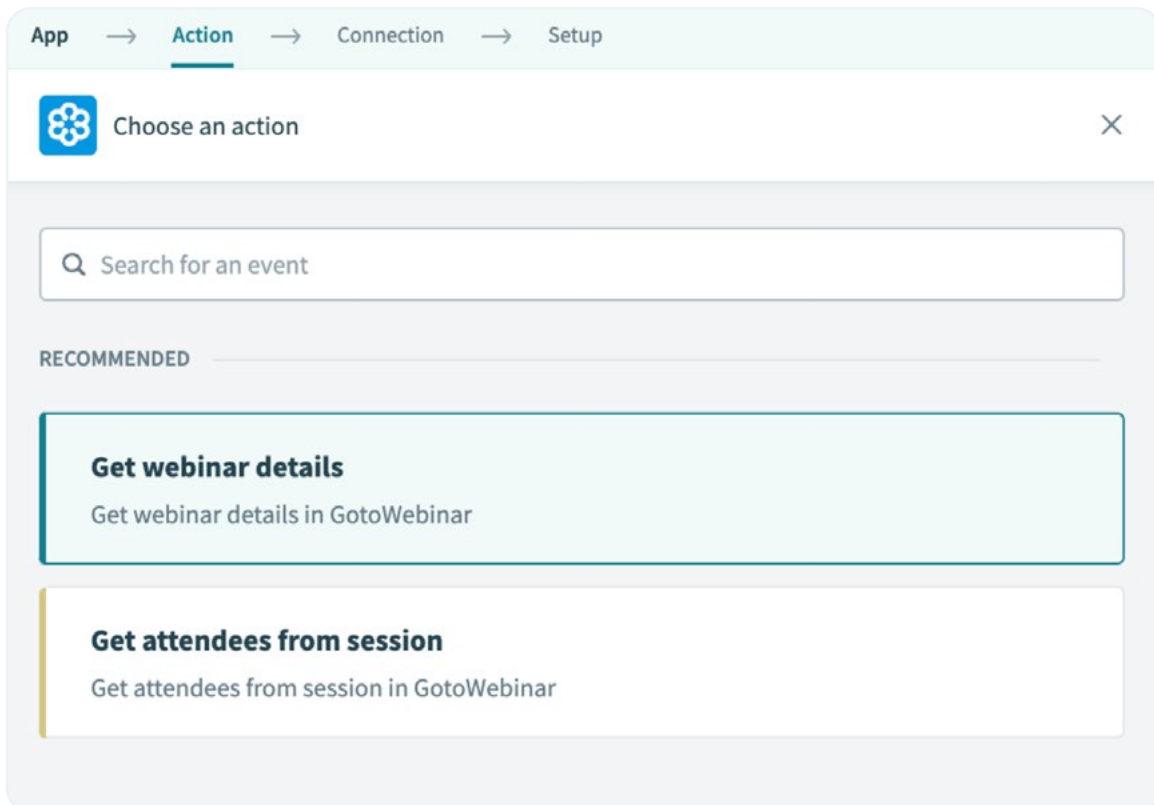 App → Action → Connection → Setup
Choose an action
Search for an event
RECOMMENDED
Get webinar details
Get webinar details in GotoWebinar
Get attendees from session
Get attendees from session in GotoWebinar